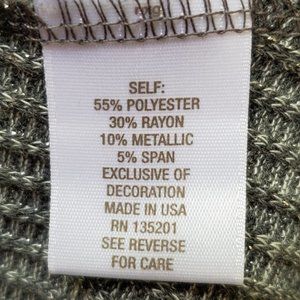 SELF:
55% POLYESTER
30% RAYON
10% METALLIC
5% SPAN
EXCLUSIVE OF
DECORATION
MADE IN USA
RN 135201
SEE REVERSE
FOR CARE